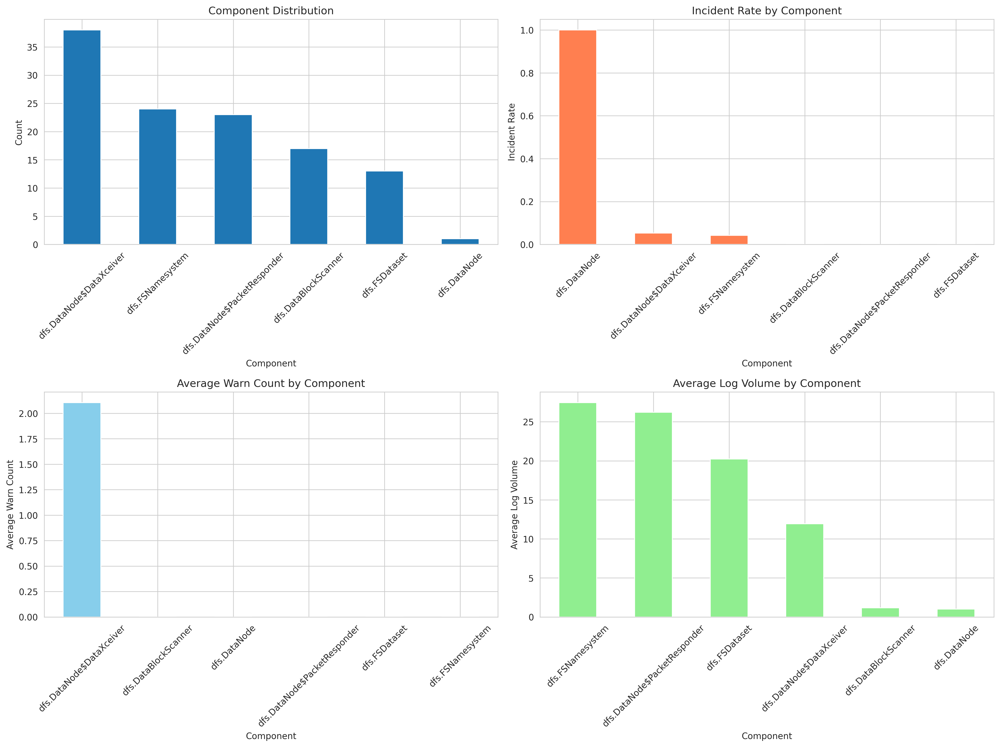 Component Distribution
Count
35
30
25
20
15
10
5
0
dfs.DataNode$DataXceiver
dfs.FSNamesystem
dfs.DataNode$PacketResponder
dfs.DataBlockScanner
dfs.FSDataset
dfs.DataNode
Component
Incident Rate by Component
Incident Rate
1.0
0.8
0.6
0.4
0.2
0.0
dfs.DataNode
dfs.DataNode$DataXceiver
dfs.FSNamesystem
dfs.DataBlockScanner
dfs.DataNode$PacketResponder
dfs.FSDataset
Component
Average Warn Count by Component
Average Warn Count
2.00
1.75
1.50
1.25
1.00
0.75
0.50
0.25
0.00
dfs.DataNode$DataXceiver
dfs.DataBlockScanner
dfs.DataNode
dfs.DataNode$PacketResponder
dfs.FSDataset
dfs.FSNamesystem
Component
Average Log Volume by Component
Average Log Volume
25
20
15
10
5
0
dfs.FSNamesystem
dfs.DataNode$PacketResponder
dfs.FSDataset
dfs.DataNode$DataXceiver
dfs.DataBlockScanner
dfs.DataNode
Component